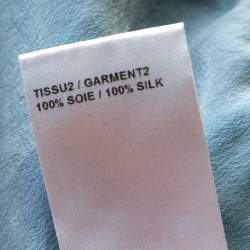 TISSU2 / GARMENT2
100% SOIE / 100% SILK